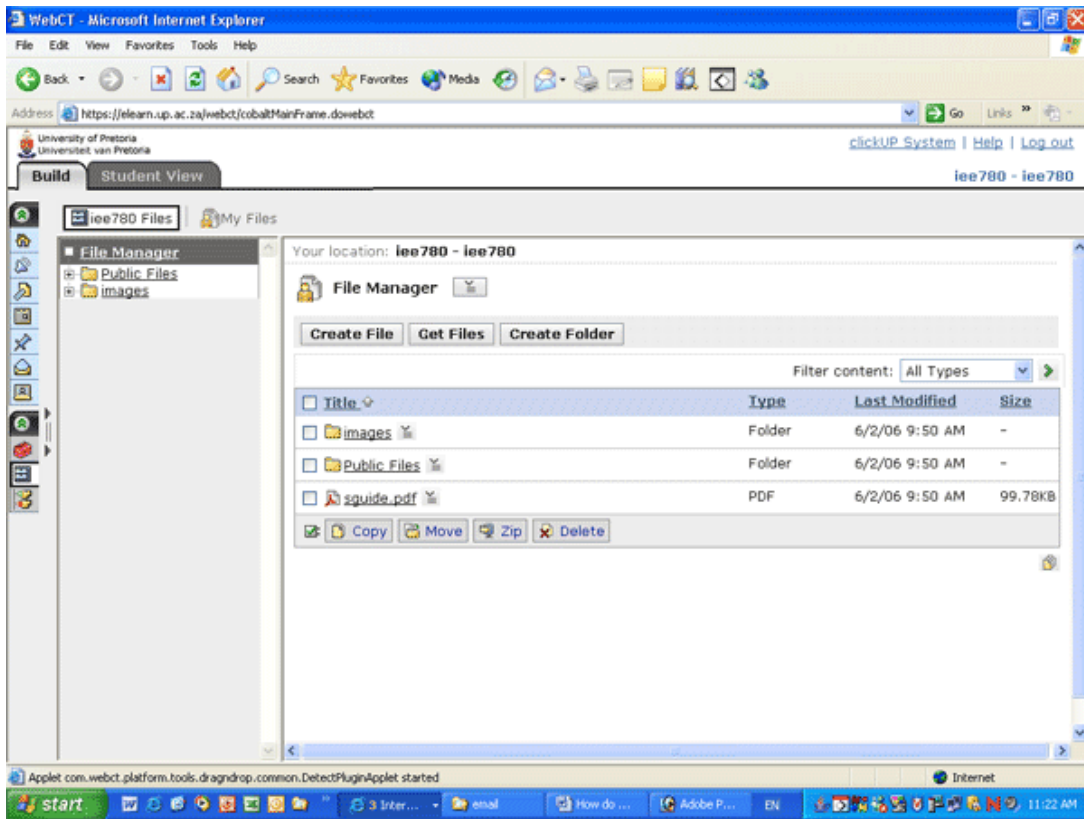 WebCT - Microsoft Internet Explorer
File Edit View Favorites Tools Help
Back Search Favorites Media
Address https://elearn.up.ac.za/webct/cobaltMainFrame.dowebct Go Links »
University of Pretoria
Universiteit van Pretoria
clickUP System | Help | Log out
Build Student View
iee780 - iee780
iee780 Files My Files
File Manager
Public Files
images
Your location: iee780 - iee780
File Manager
Create File Get Files Create Folder
Filter content: All Types
Title Type Last Modified Size
images Folder 6/2/06 9:50 AM -
Public Files Folder 6/2/06 9:50 AM -
sguide.pdf PDF 6/2/06 9:50 AM 99.78KB
Copy Move Zip Delete
Applet com.webct.platform.tools.dragndrop.common.DetectPluginApplet started Internet
start » 3 Inter... email How do ... Adobe P... EN 11:22 AM